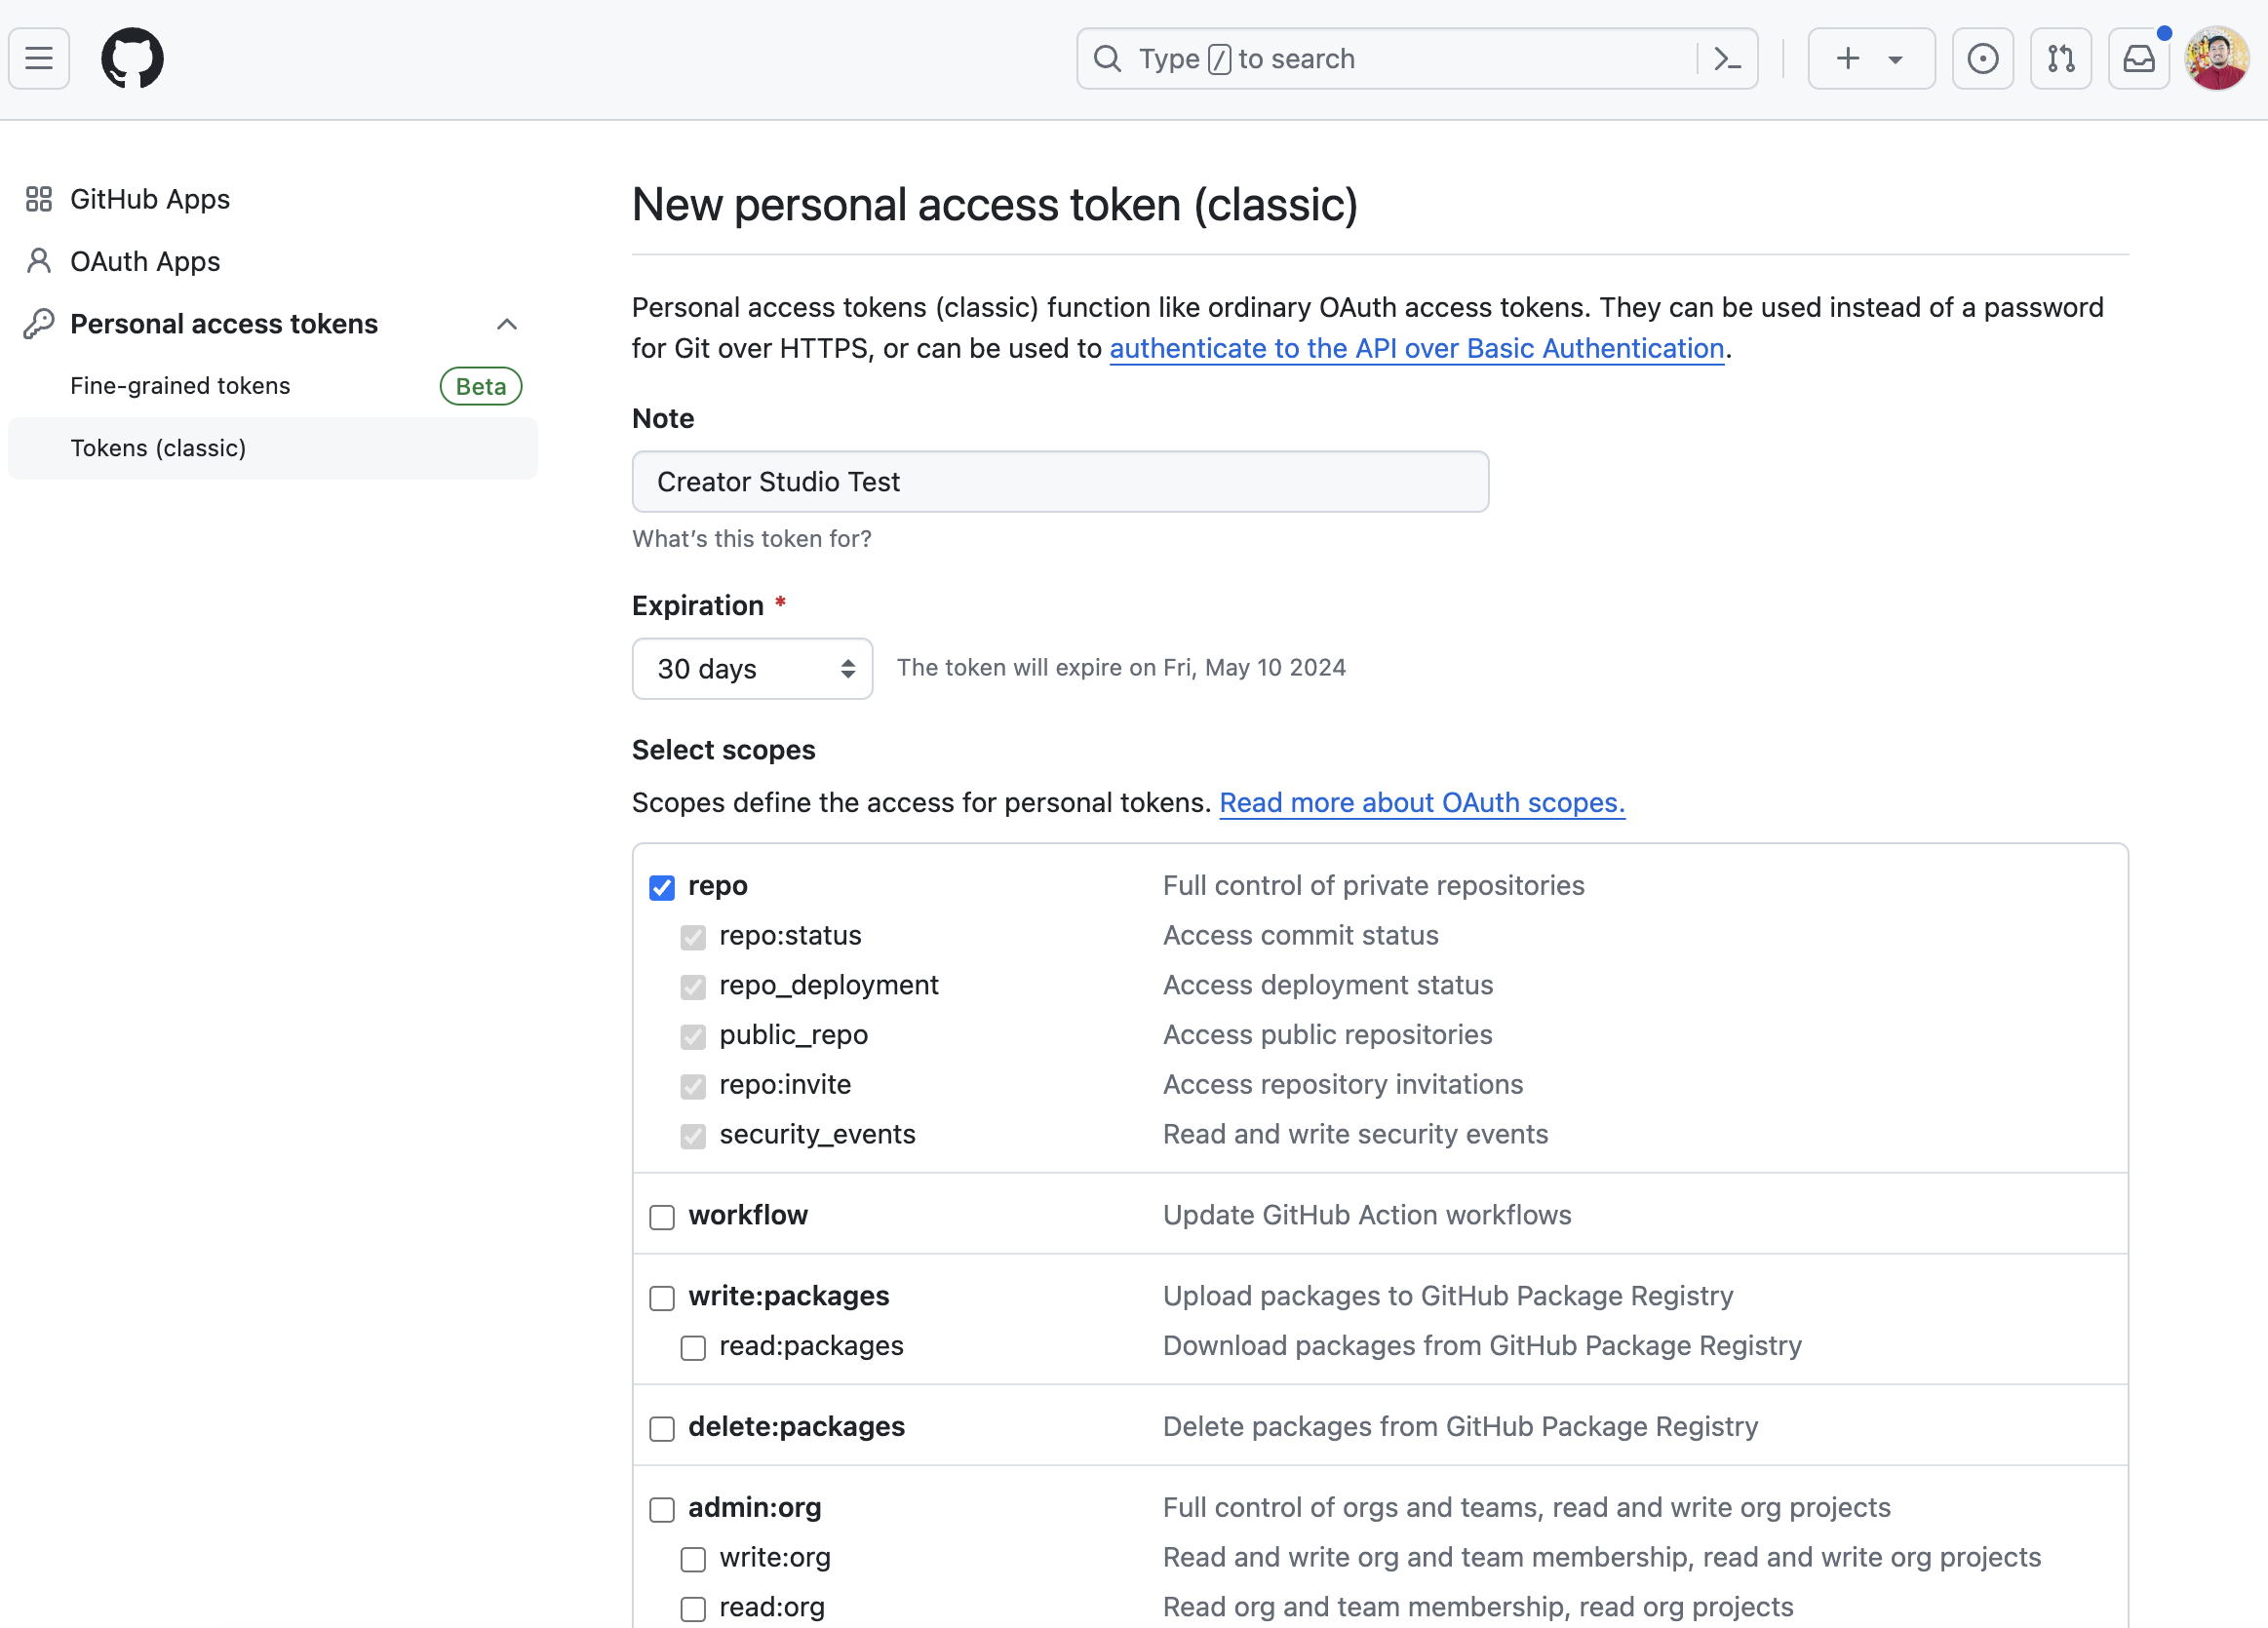 Type / to search
GitHub Apps
OAuth Apps
Personal access tokens
Fine-grained tokens Beta
Tokens (classic)
New personal access token (classic)
Personal access tokens (classic) function like ordinary OAuth access tokens. They can be used instead of a password
for Git over HTTPS, or can be used to authenticate to the API over Basic Authentication.
Note
Creator Studio Test
What's this token for?
Expiration *
30 days The token will expire on Fri, May 10 2024
Select scopes
Scopes define the access for personal tokens. Read more about OAuth scopes.
repo Full control of private repositories
repo:status Access commit status
repo_deployment Access deployment status
public_repo Access public repositories
repo:invite Access repository invitations
security_events Read and write security events
workflow Update GitHub Action workflows
write:packages Upload packages to GitHub Package Registry
read:packages Download packages from GitHub Package Registry
delete:packages Delete packages from GitHub Package Registry
admin:org Full control of orgs and teams, read and write org projects
write:org Read and write org and team membership, read and write org projects
read:org Read org and team membership, read org projects